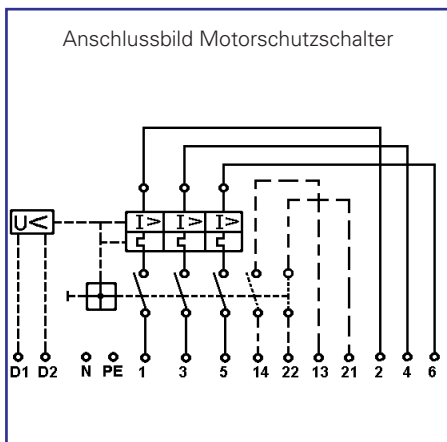 Anschlussbild Motorschutzschalter
I> I> I>
U<
D1 D2 N PE 1 3 5 14 22 13 21 2 4 6